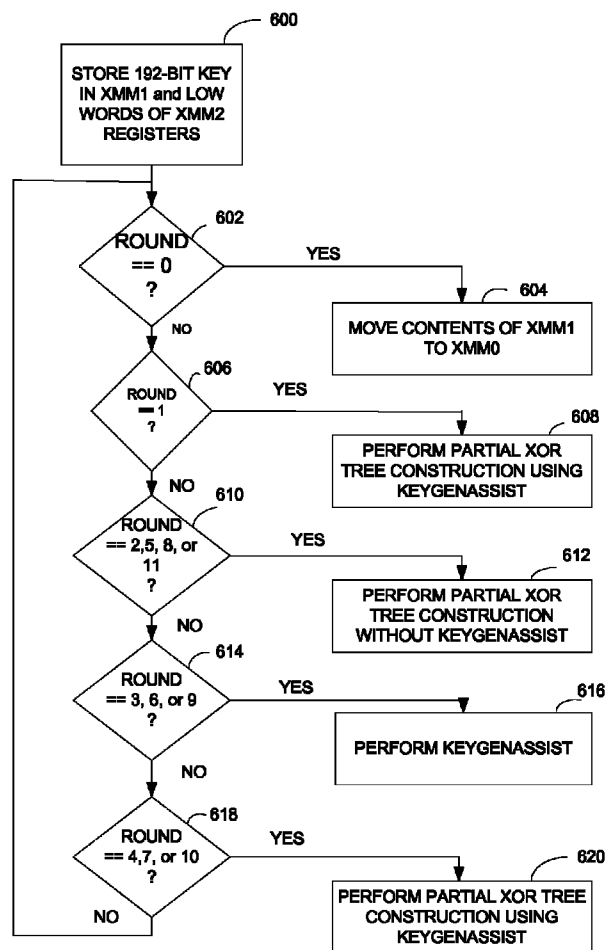 600
STORE 192-BIT KEY
IN XMM1 and LOW
WORDS OF XMM2
REGISTERS
602
ROUND
== 0
?
YES
NO
604
MOVE CONTENTS OF XMM1
TO XMM0
606
ROUND
== 1
?
YES
NO
608
PERFORM PARTIAL XOR
TREE CONSTRUCTION USING
KEYGENASSIST
610
ROUND
== 2,5, 8, or
11
?
YES
NO
612
PERFORM PARTIAL XOR
TREE CONSTRUCTION
WITHOUT KEYGENASSIST
614
ROUND
== 3, 6, or 9
?
YES
NO
616
PERFORM KEYGENASSIST
618
ROUND
== 4,7, or 10
?
YES
NO
620
PERFORM PARTIAL XOR TREE
CONSTRUCTION USING
KEYGENASSIST